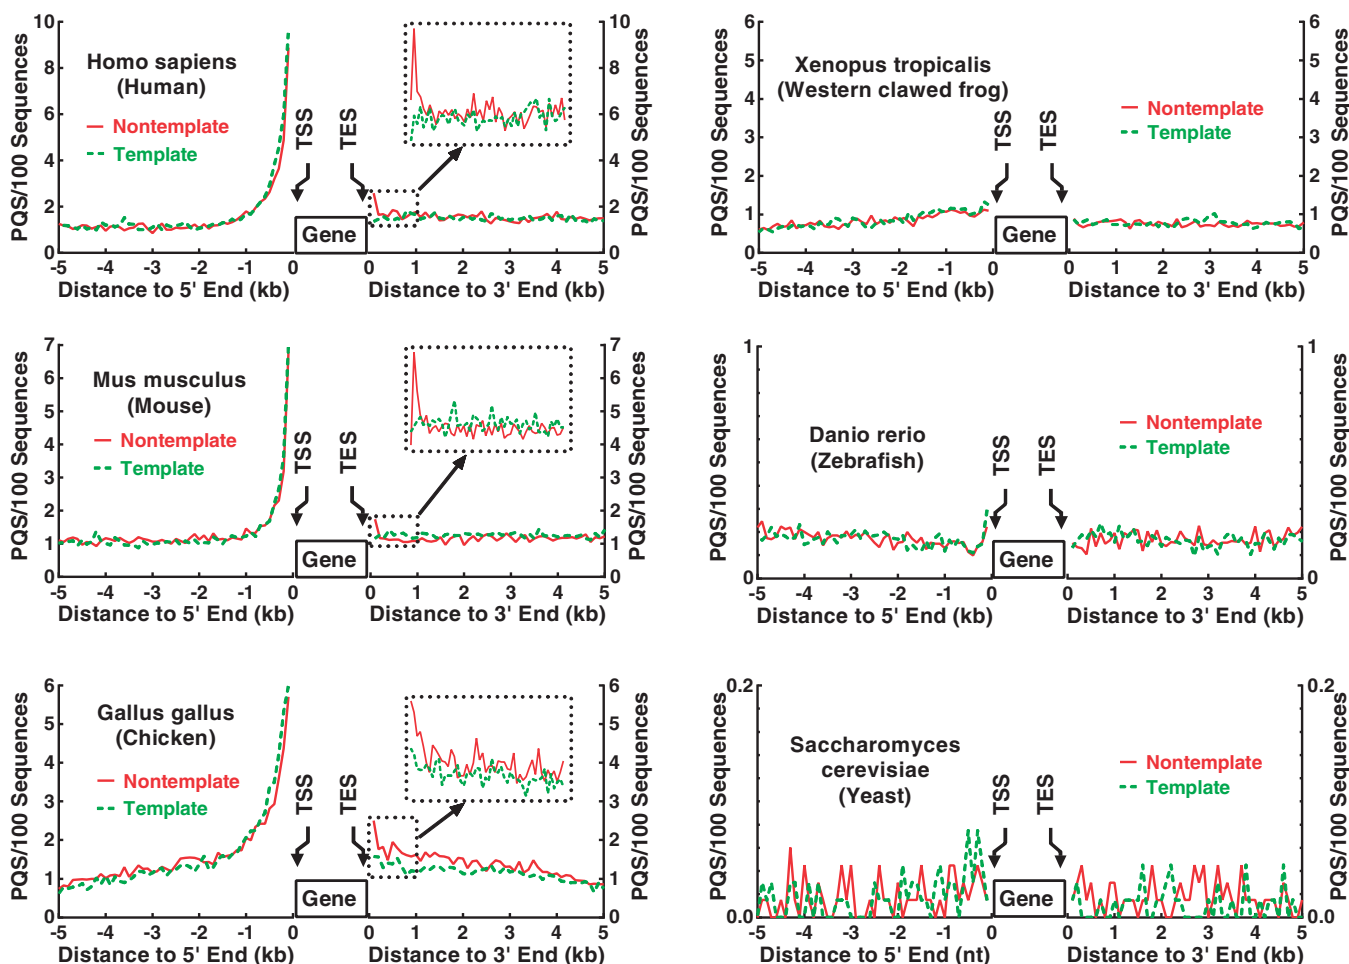 Homo sapiens
(Human)
Nontemplate
Template
PQS/100 Sequences
10
8
6
4
2
0
TSS
TES
Gene
10
8
6
4
2
0
PQS/100 Sequences
-5 -4 -3 -2 -1 0
0 1 2 3 4 5
Distance to 5' End (kb)
Distance to 3' End (kb)
Xenopus tropicalis
(Western clawed frog)
Nontemplate
Template
PQS/100 Sequences
6
5
4
3
2
1
0
TSS
TES
Gene
6
5
4
3
2
1
0
PQS/100 Sequences
-5 -4 -3 -2 -1 0
0 1 2 3 4 5
Distance to 5' End (kb)
Distance to 3' End (kb)
Mus musculus
(Mouse)
Nontemplate
Template
PQS/100 Sequences
7
6
5
4
3
2
1
0
TSS
TES
Gene
7
6
5
4
3
2
1
0
PQS/100 Sequences
-5 -4 -3 -2 -1 0
0 1 2 3 4 5
Distance to 5' End (kb)
Distance to 3' End (kb)
Danio rerio
(Zebrafish)
Nontemplate
Template
PQS/100 Sequences
1
0
TSS
TES
Gene
1
0
PQS/100 Sequences
-5 -4 -3 -2 -1 0
0 1 2 3 4 5
Distance to 5' End (kb)
Distance to 3' End (kb)
Gallus gallus
(Chicken)
Nontemplate
Template
PQS/100 Sequences
6
5
4
3
2
1
0
TSS
TES
Gene
6
5
4
3
2
1
0
PQS/100 Sequences
-5 -4 -3 -2 -1 0
0 1 2 3 4 5
Distance to 5' End (kb)
Distance to 3' End (kb)
Saccharomyces
cerevisiae
(Yeast)
Nontemplate
Template
PQS/100 Sequences
0.2
0.0
TSS
TES
Gene
0.2
0.0
PQS/100 Sequences
-5 -4 -3 -2 -1 0
0 1 2 3 4 5
Distance to 5' End (nt)
Distance to 3' End (kb)